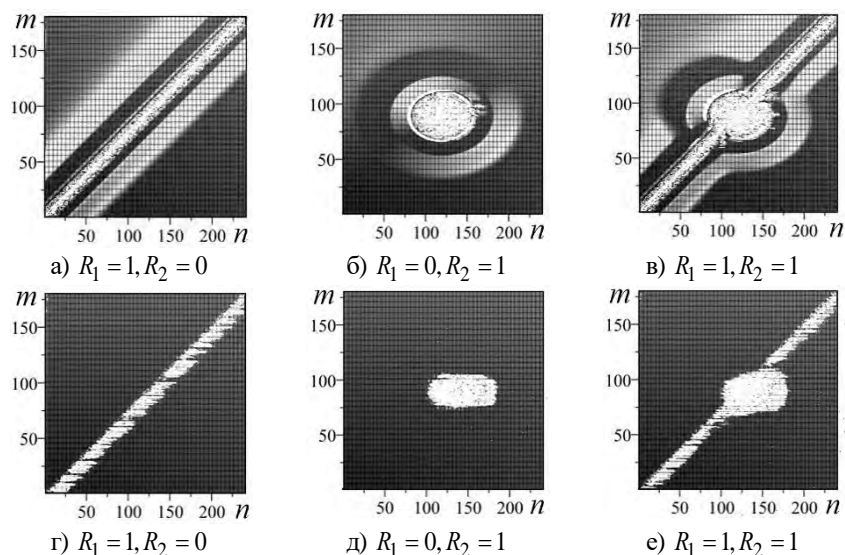 m m m
150 150 150
100 100 100
50 50 50
50 100 150 200 n 50 100 150 200 n 50 100 150 200 n
а) R₁ = 1, R₂ = 0 б) R₁ = 0, R₂ = 1 в) R₁ = 1, R₂ = 1
m m m
150 150 150
100 100 100
50 50 50
50 100 150 200 n 50 100 150 200 n 50 100 150 200 n
г) R₁ = 1, R₂ = 0 д) R₁ = 0, R₂ = 1 е) R₁ = 1, R₂ = 1